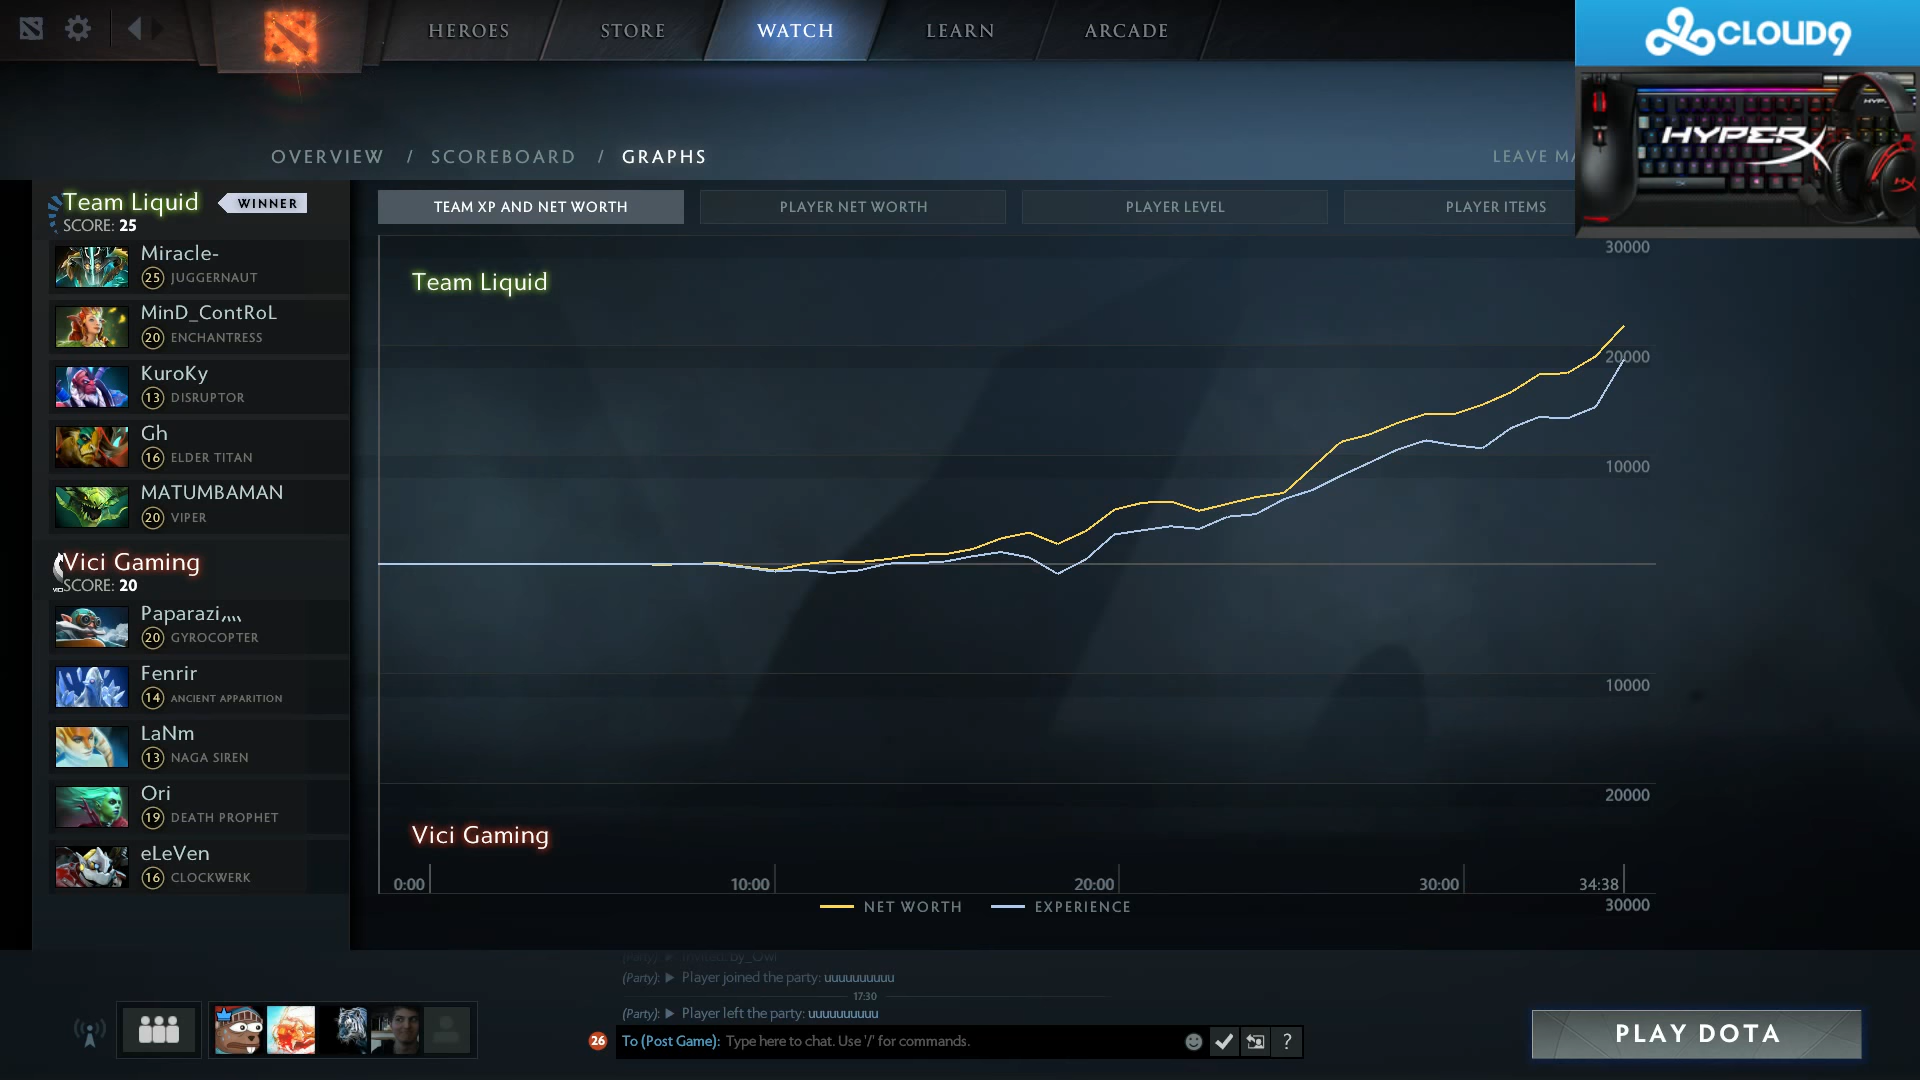 HEROES STORE WATCH LEARN ARCADE
CLOUD9
HYPERX
OVERVIEW / SCOREBOARD / GRAPHS
LEAVE MA
Team Liquid WINNER
SCORE: 25
Miracle-
25 JUGGERNAUT
MinD_ContRoL
20 ENCHANTRESS
KuroKy
13 DISRUPTOR
Gh
16 ELDER TITAN
MATUMBAMAN
20 VIPER
Vici Gaming
SCORE: 20
Paparazi灬
20 GYROCOPTER
Fenrir
14 ANCIENT APPARITION
LaNm
13 NAGA SIREN
Ori
19 DEATH PROPHET
eLeVen
16 CLOCKWERK
TEAM XP AND NET WORTH PLAYER NET WORTH PLAYER LEVEL PLAYER ITEMS
30000
Team Liquid
20000
10000
10000
20000
Vici Gaming
0:00 10:00 20:00 30:00 34:38
30000
NET WORTH EXPERIENCE
(Party): ▶ Invited: by_Owl
(Party): ▶ Player joined the party: uuuuuuuuuu
17:30
(Party): ▶ Player left the party: uuuuuuuuuu
26 To (Post Game): Type here to chat. Use '/' for commands.
?
PLAY DOTA